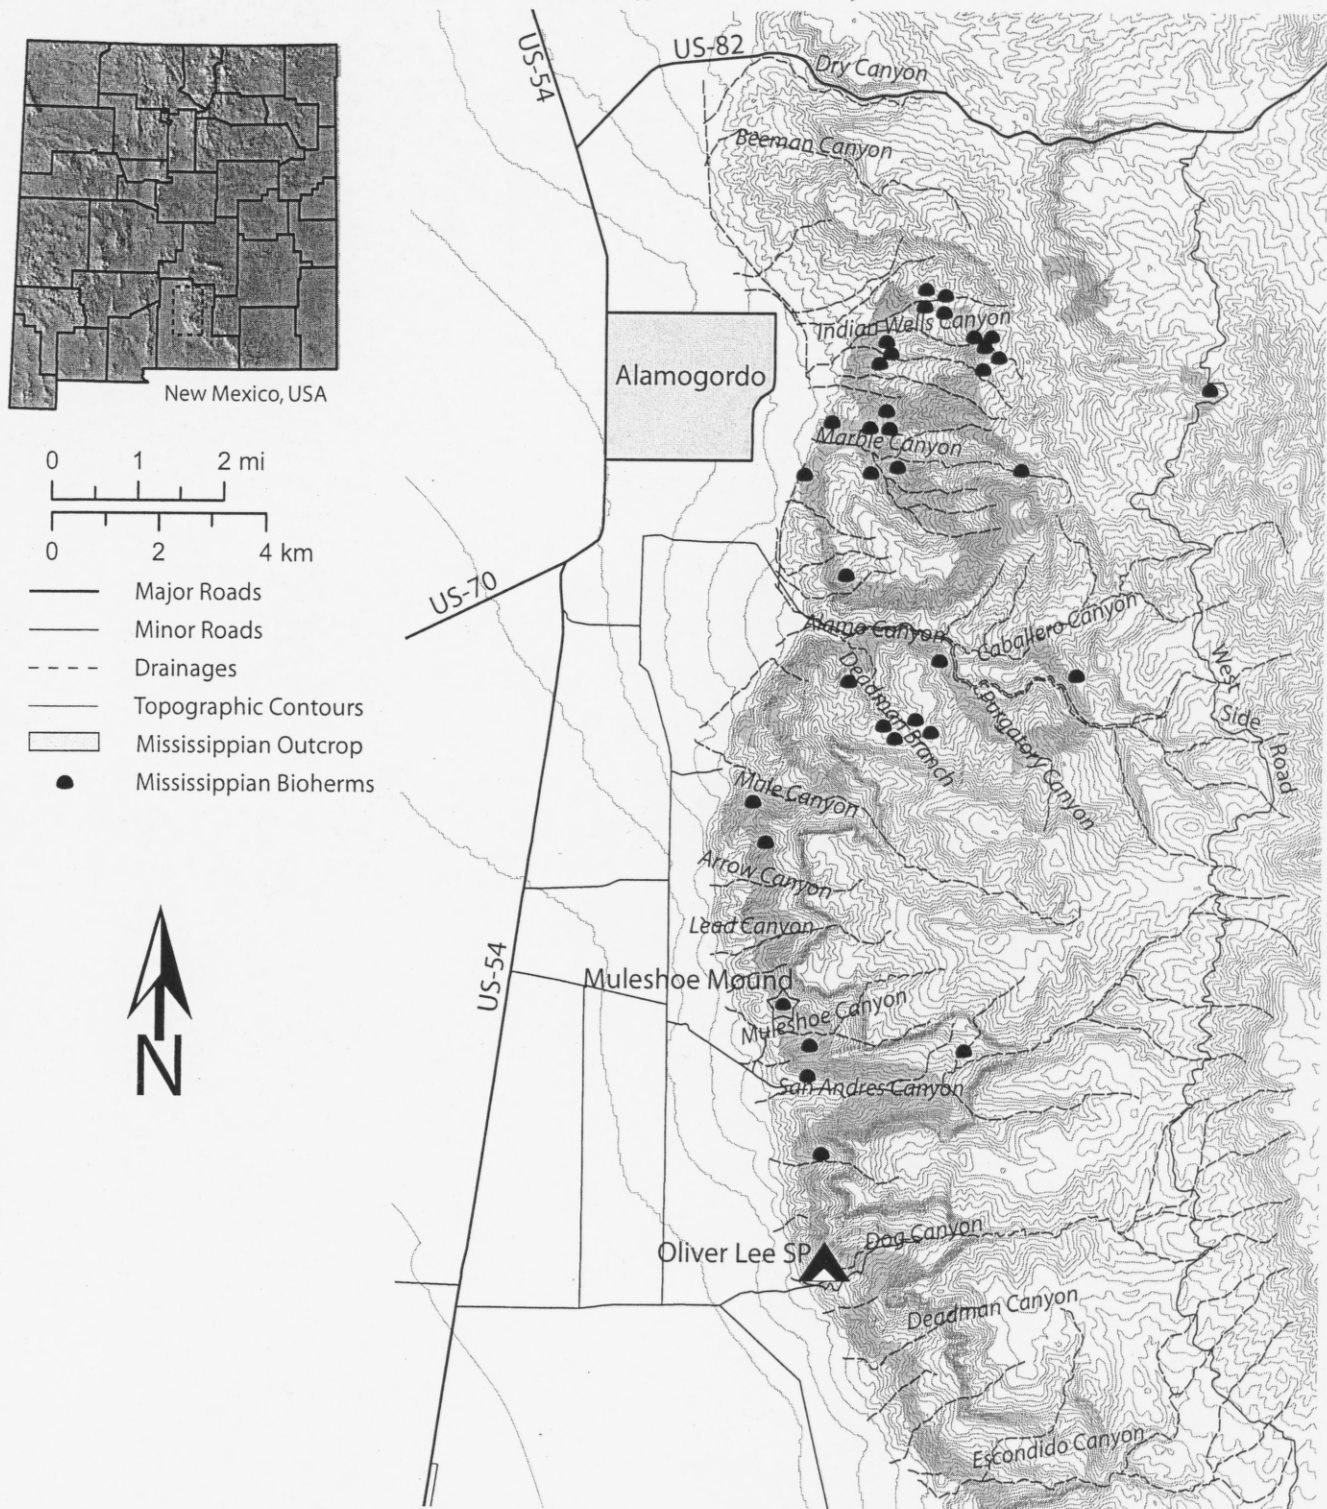 US-54
US-82
Dry Canyon
Beeman Canyon
Indian Wells Canyon
Alamogordo
New Mexico, USA
Marble Canyon
0 1 2 mi
0 2 4 km
US-70
Major Roads
Minor Roads
Drainages
Topographic Contours
Mississippian Outcrop
Mississippian Bioherms
Alamo Canyon
Caballero Canyon
Deadman Branch
Purgatory Canyon
West Side Road
Mule Canyon
Arrow Canyon
Lead Canyon
US-54
Muleshoe Mound
Muleshoe Canyon
San Andres Canyon
N
Dog Canyon
Oliver Lee SP
Deadman Canyon
Escondido Canyon